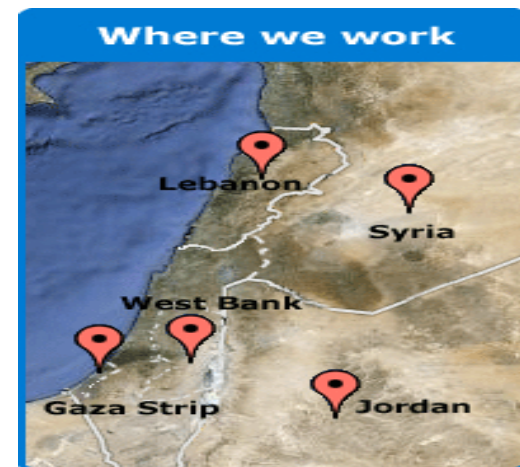 Where we work
Lebanon
Syria
West Bank
Gaza Strip
Jordan